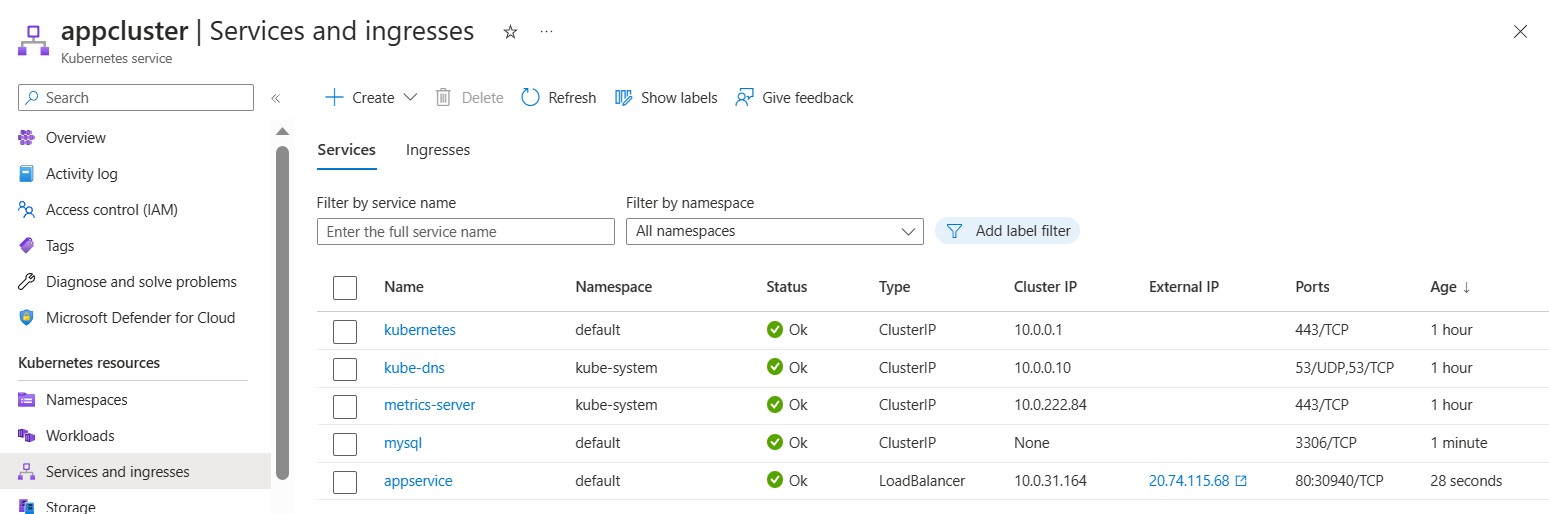 appcluster | Services and ingresses ☆ ...
Kubernetes service
Search «
Overview
Activity log
Access control (IAM)
Tags
Diagnose and solve problems
Microsoft Defender for Cloud
Kubernetes resources
Namespaces
Workloads
Services and ingresses
Storage
Create Delete Refresh Show labels Give feedback
Services Ingresses
Filter by service name Filter by namespace
Enter the full service name All namespaces Add label filter
Name Namespace Status Type Cluster IP External IP Ports Age ↓
kubernetes default Ok ClusterIP 10.0.0.1 443/TCP 1 hour
kube-dns kube-system Ok ClusterIP 10.0.0.10 53/UDP,53/TCP 1 hour
metrics-server kube-system Ok ClusterIP 10.0.222.84 443/TCP 1 hour
mysql default Ok ClusterIP None 3306/TCP 1 minute
appservice default Ok LoadBalancer 10.0.31.164 20.74.115.68 80:30940/TCP 28 seconds